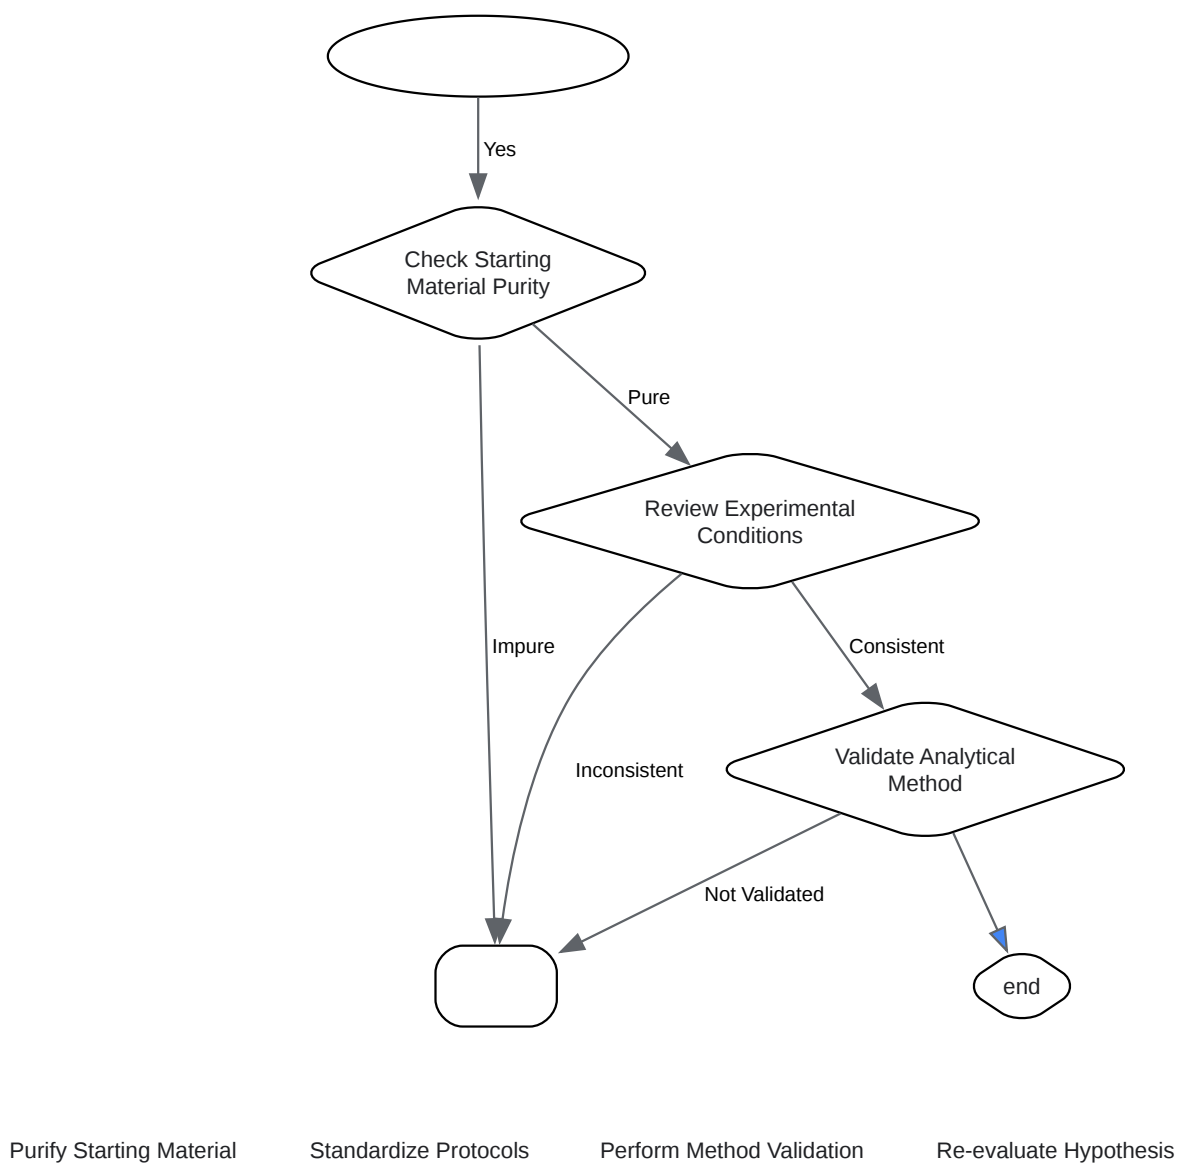 Yes
Check Starting
Material Purity
Pure
Review Experimental
Conditions
Impure
Consistent
Inconsistent
Validate Analytical
Method
Not Validated
end
Purify Starting Material
Standardize Protocols
Perform Method Validation
Re-evaluate Hypothesis